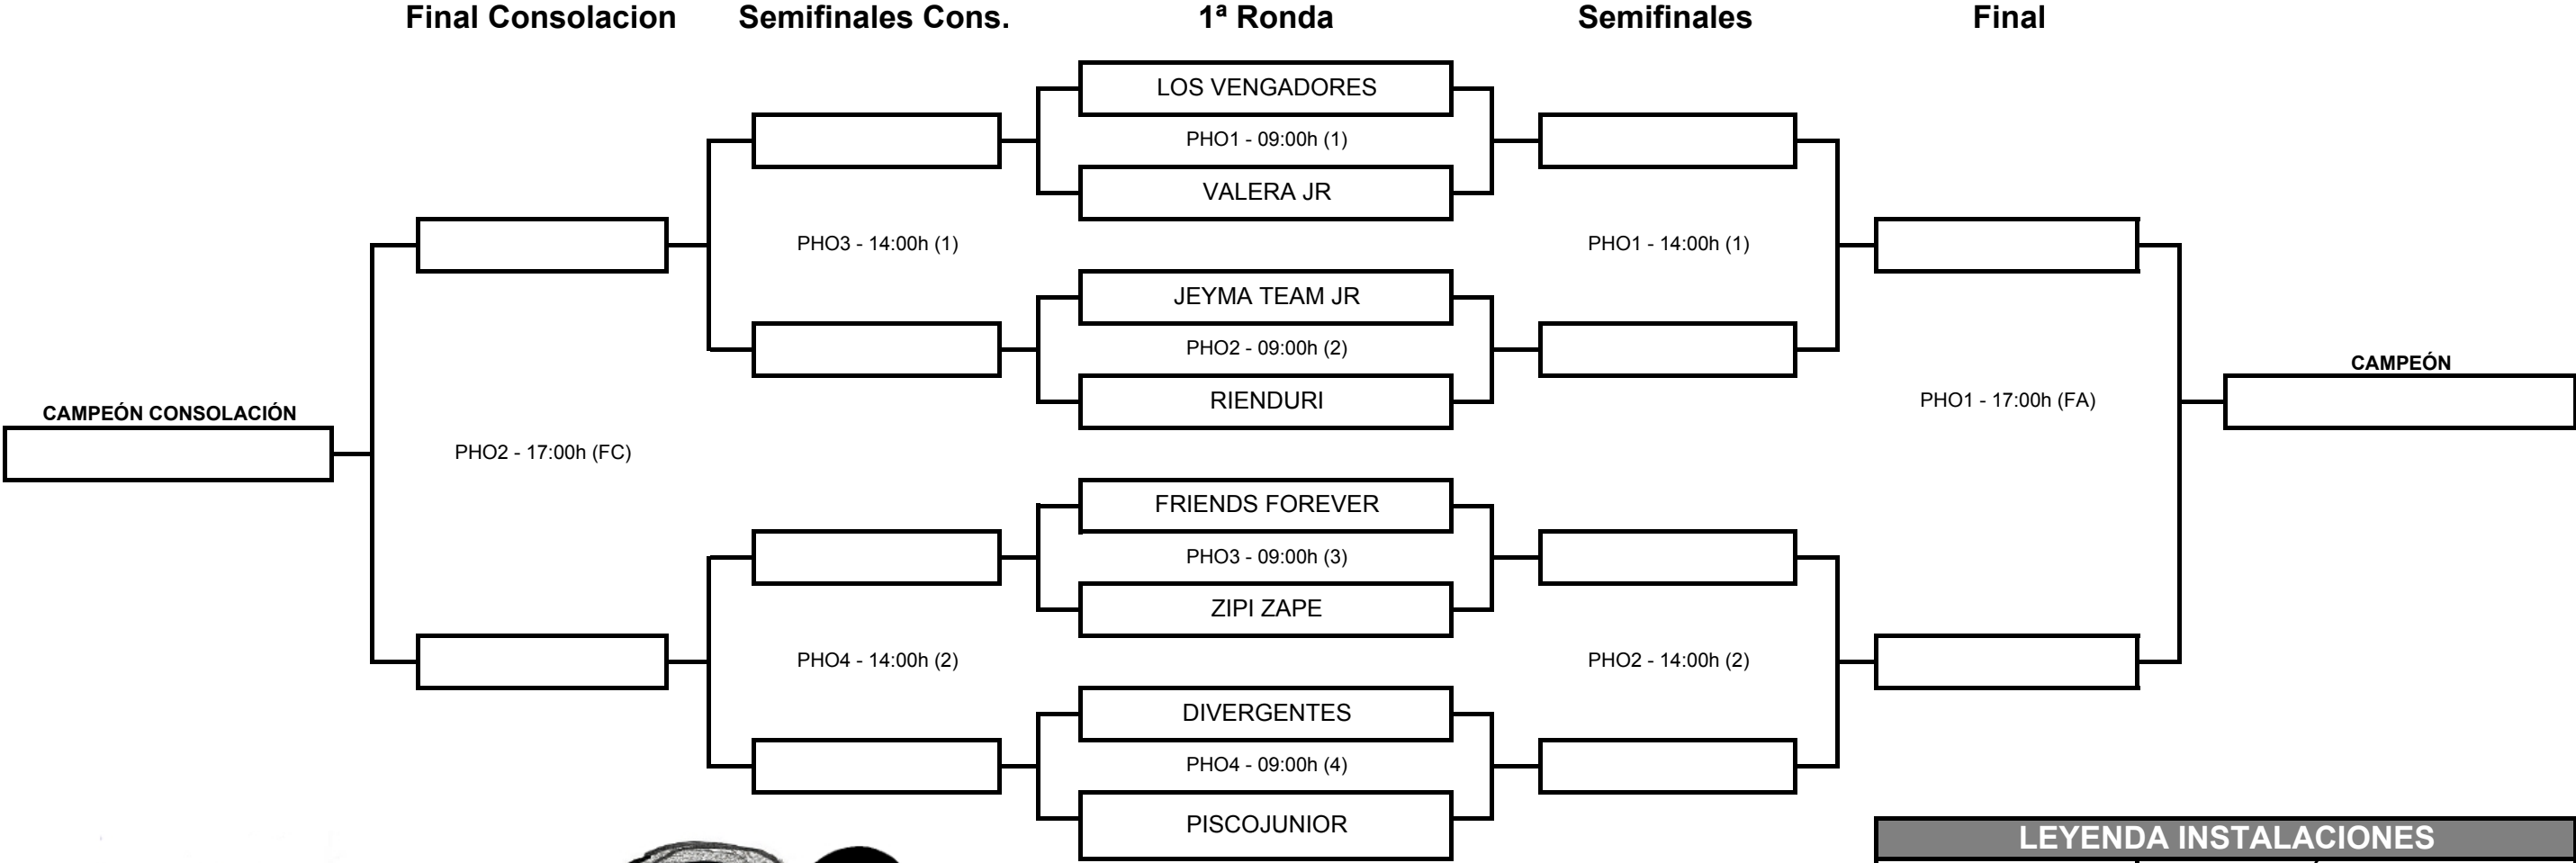 Final Consolacion Semifinales Cons. 1ª Ronda Semifinales Final
LOS VENGADORES
PHO1 - 09:00h (1)
VALERA JR
PHO3 - 14:00h (1)
PHO1 - 14:00h (1)
JEYMA TEAM JR
PHO2 - 09:00h (2)
RIENDURI
CAMPEÓN
PHO1 - 17:00h (FA)
CAMPEÓN CONSOLACIÓN
PHO2 - 17:00h (FC)
FRIENDS FOREVER
PHO3 - 09:00h (3)
ZIPI ZAPE
PHO4 - 14:00h (2)
PHO2 - 14:00h (2)
DIVERGENTES
PHO4 - 09:00h (4)
PISCOJUNIOR
LEYENDA INSTALACIONES